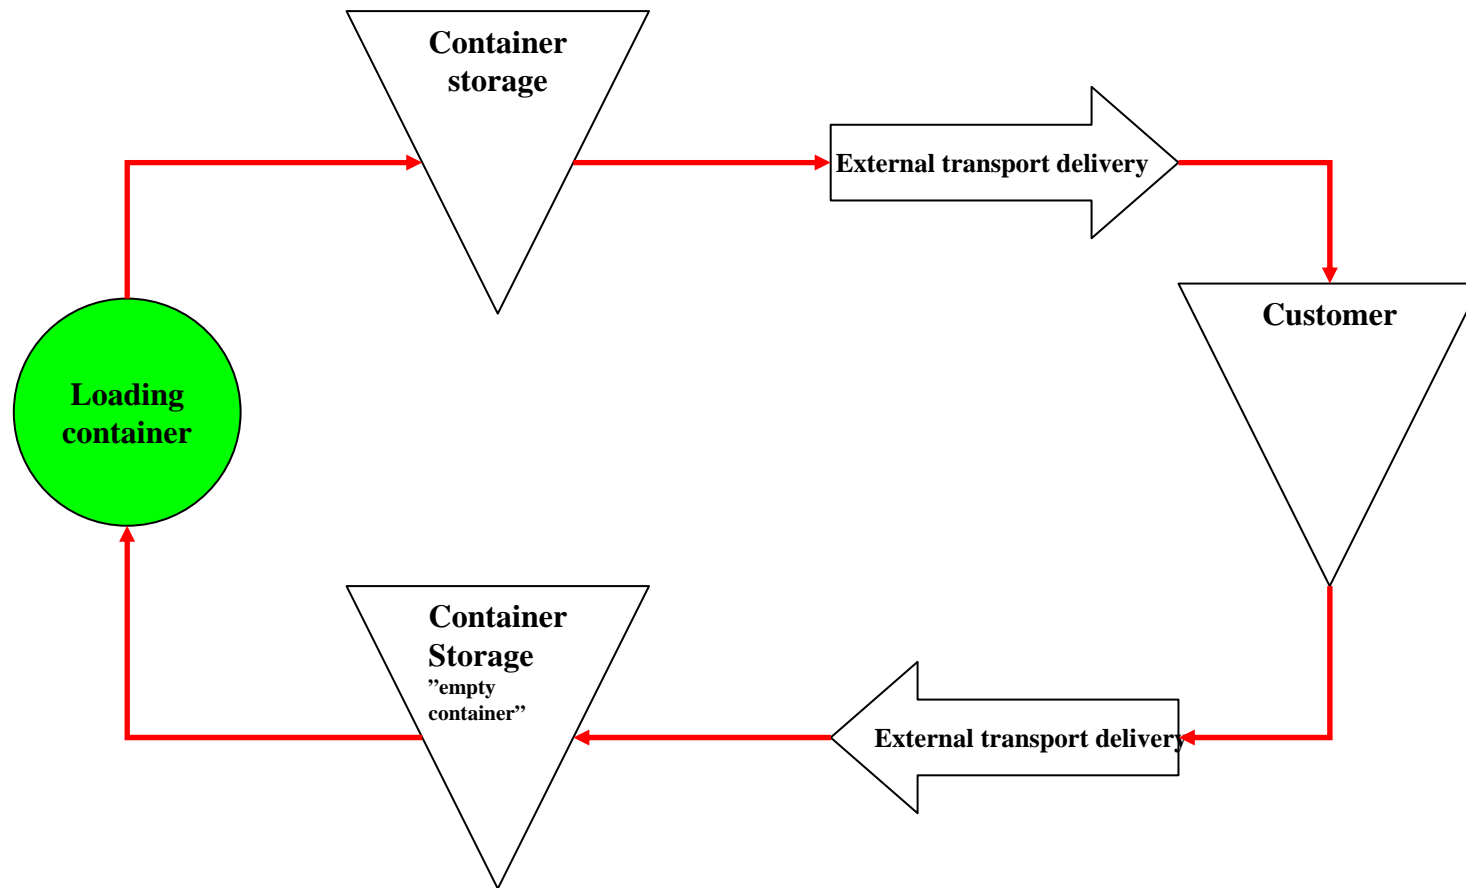 Container
storage
External transport delivery
Customer
Loading
container
Container
Storage
”empty
container”
External transport delivery